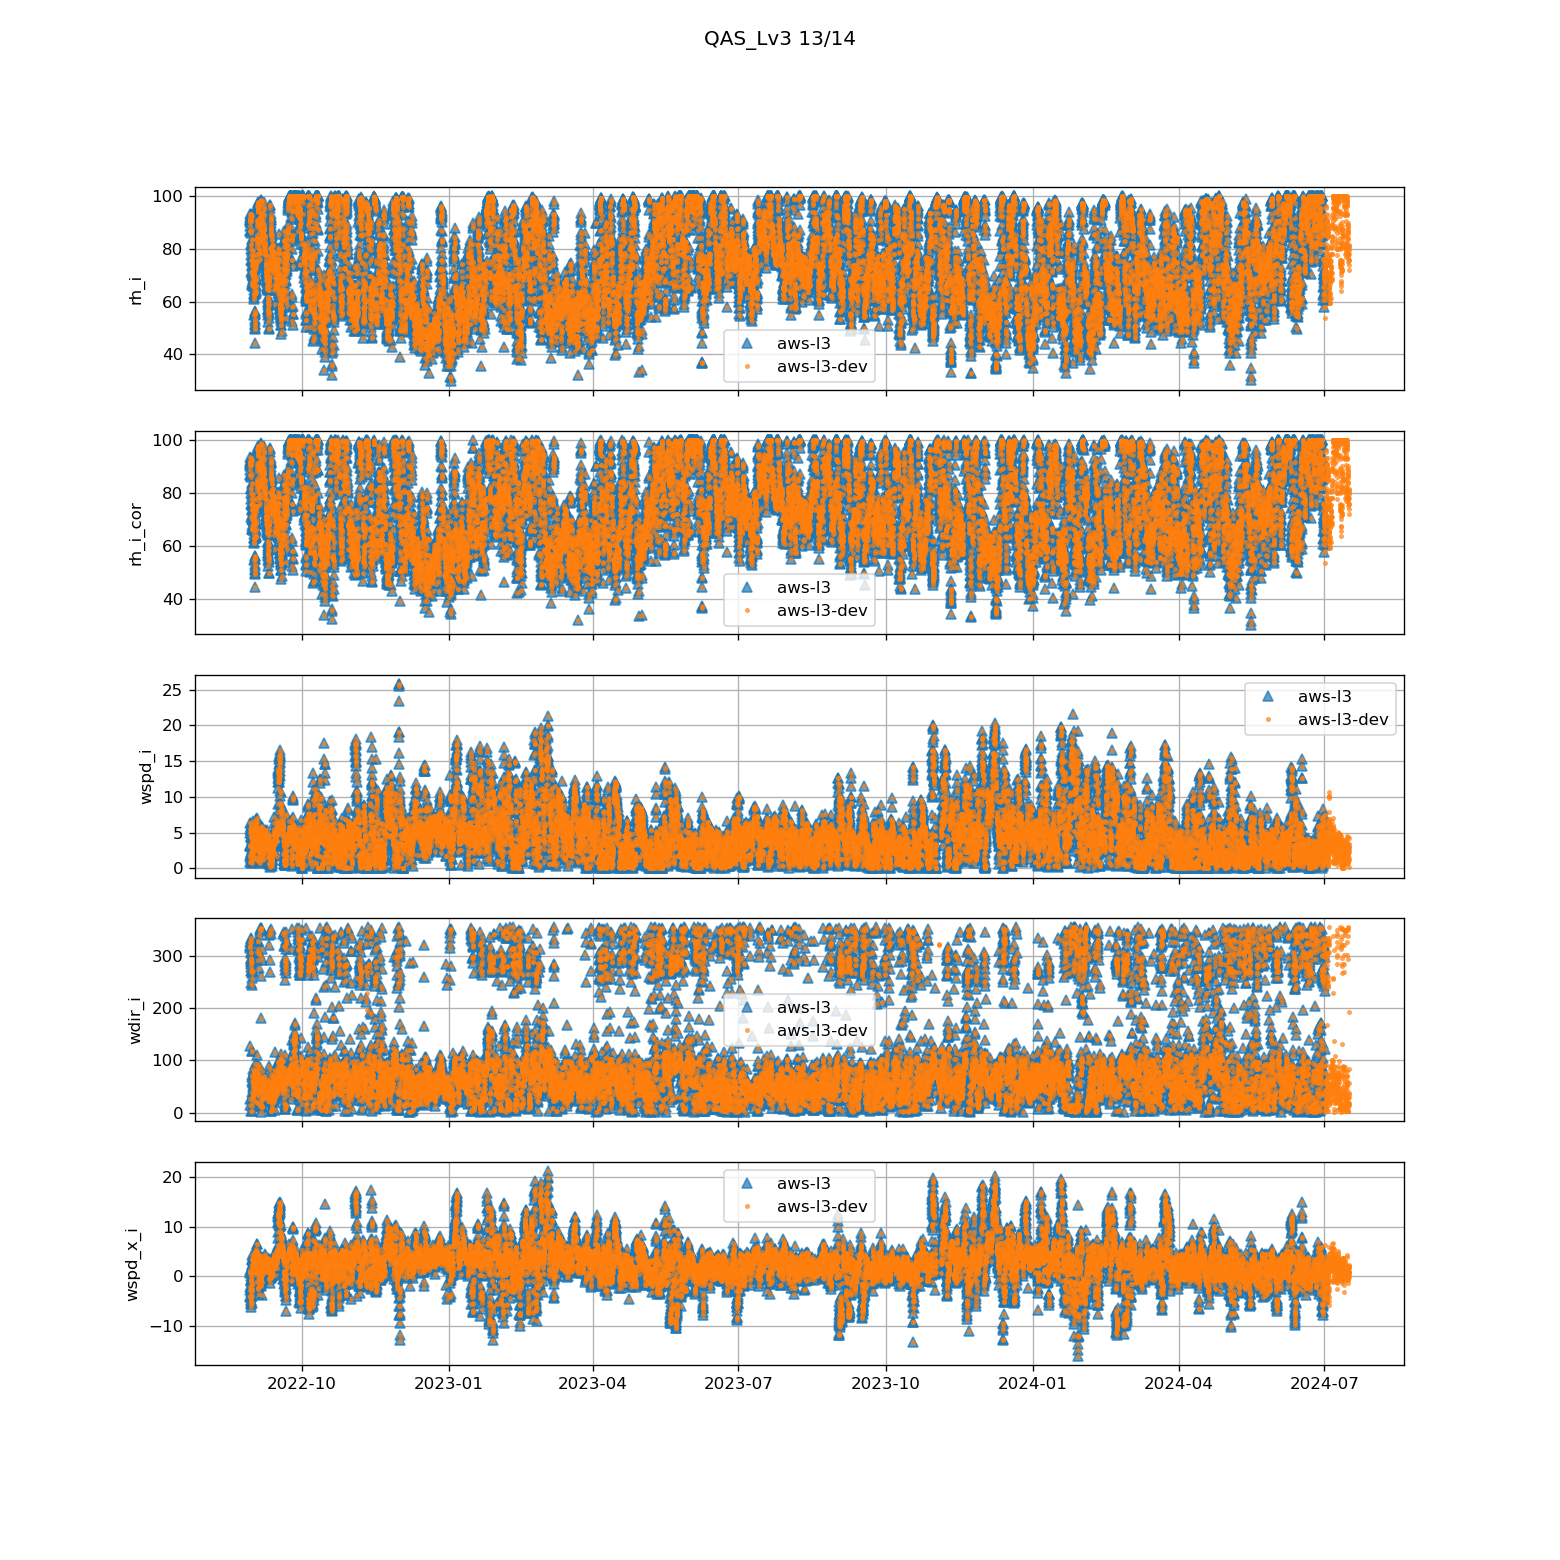 QAS_Lv3 13/14
100
80
60
40
rh_i
aws-l3
aws-l3-dev
100
80
60
40
rh_i_cor
aws-l3
aws-l3-dev
25
20
15
10
5
0
wspd_i
aws-l3
aws-l3-dev
300
200
100
0
wdir_i
aws-l3
aws-l3-dev
20
10
0
−10
wspd_x_i
aws-l3
aws-l3-dev
2022-10
2023-01
2023-04
2023-07
2023-10
2024-01
2024-04
2024-07